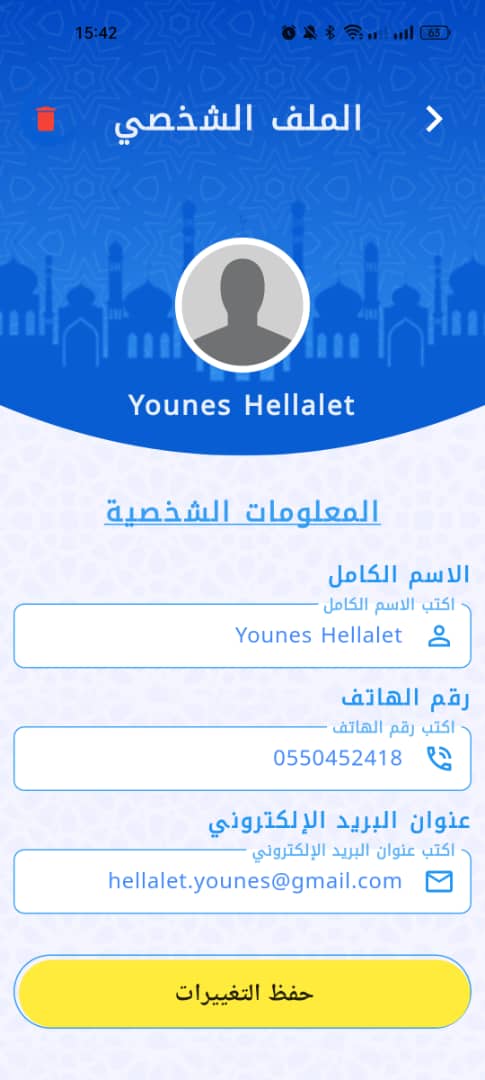 15:42
63
الملف الشخصي
Younes Hellalet
المعلومات الشخصية
الاسم الكامل
اكتب الاسم الكامل
Younes Hellalet
رقم الهاتف
اكتب رقم الهاتف
0550452418
عنوان البريد الإلكتروني
اكتب عنوان البريد الإلكتروني
hellalet.younes@gmail.com
حفظ التغييرات